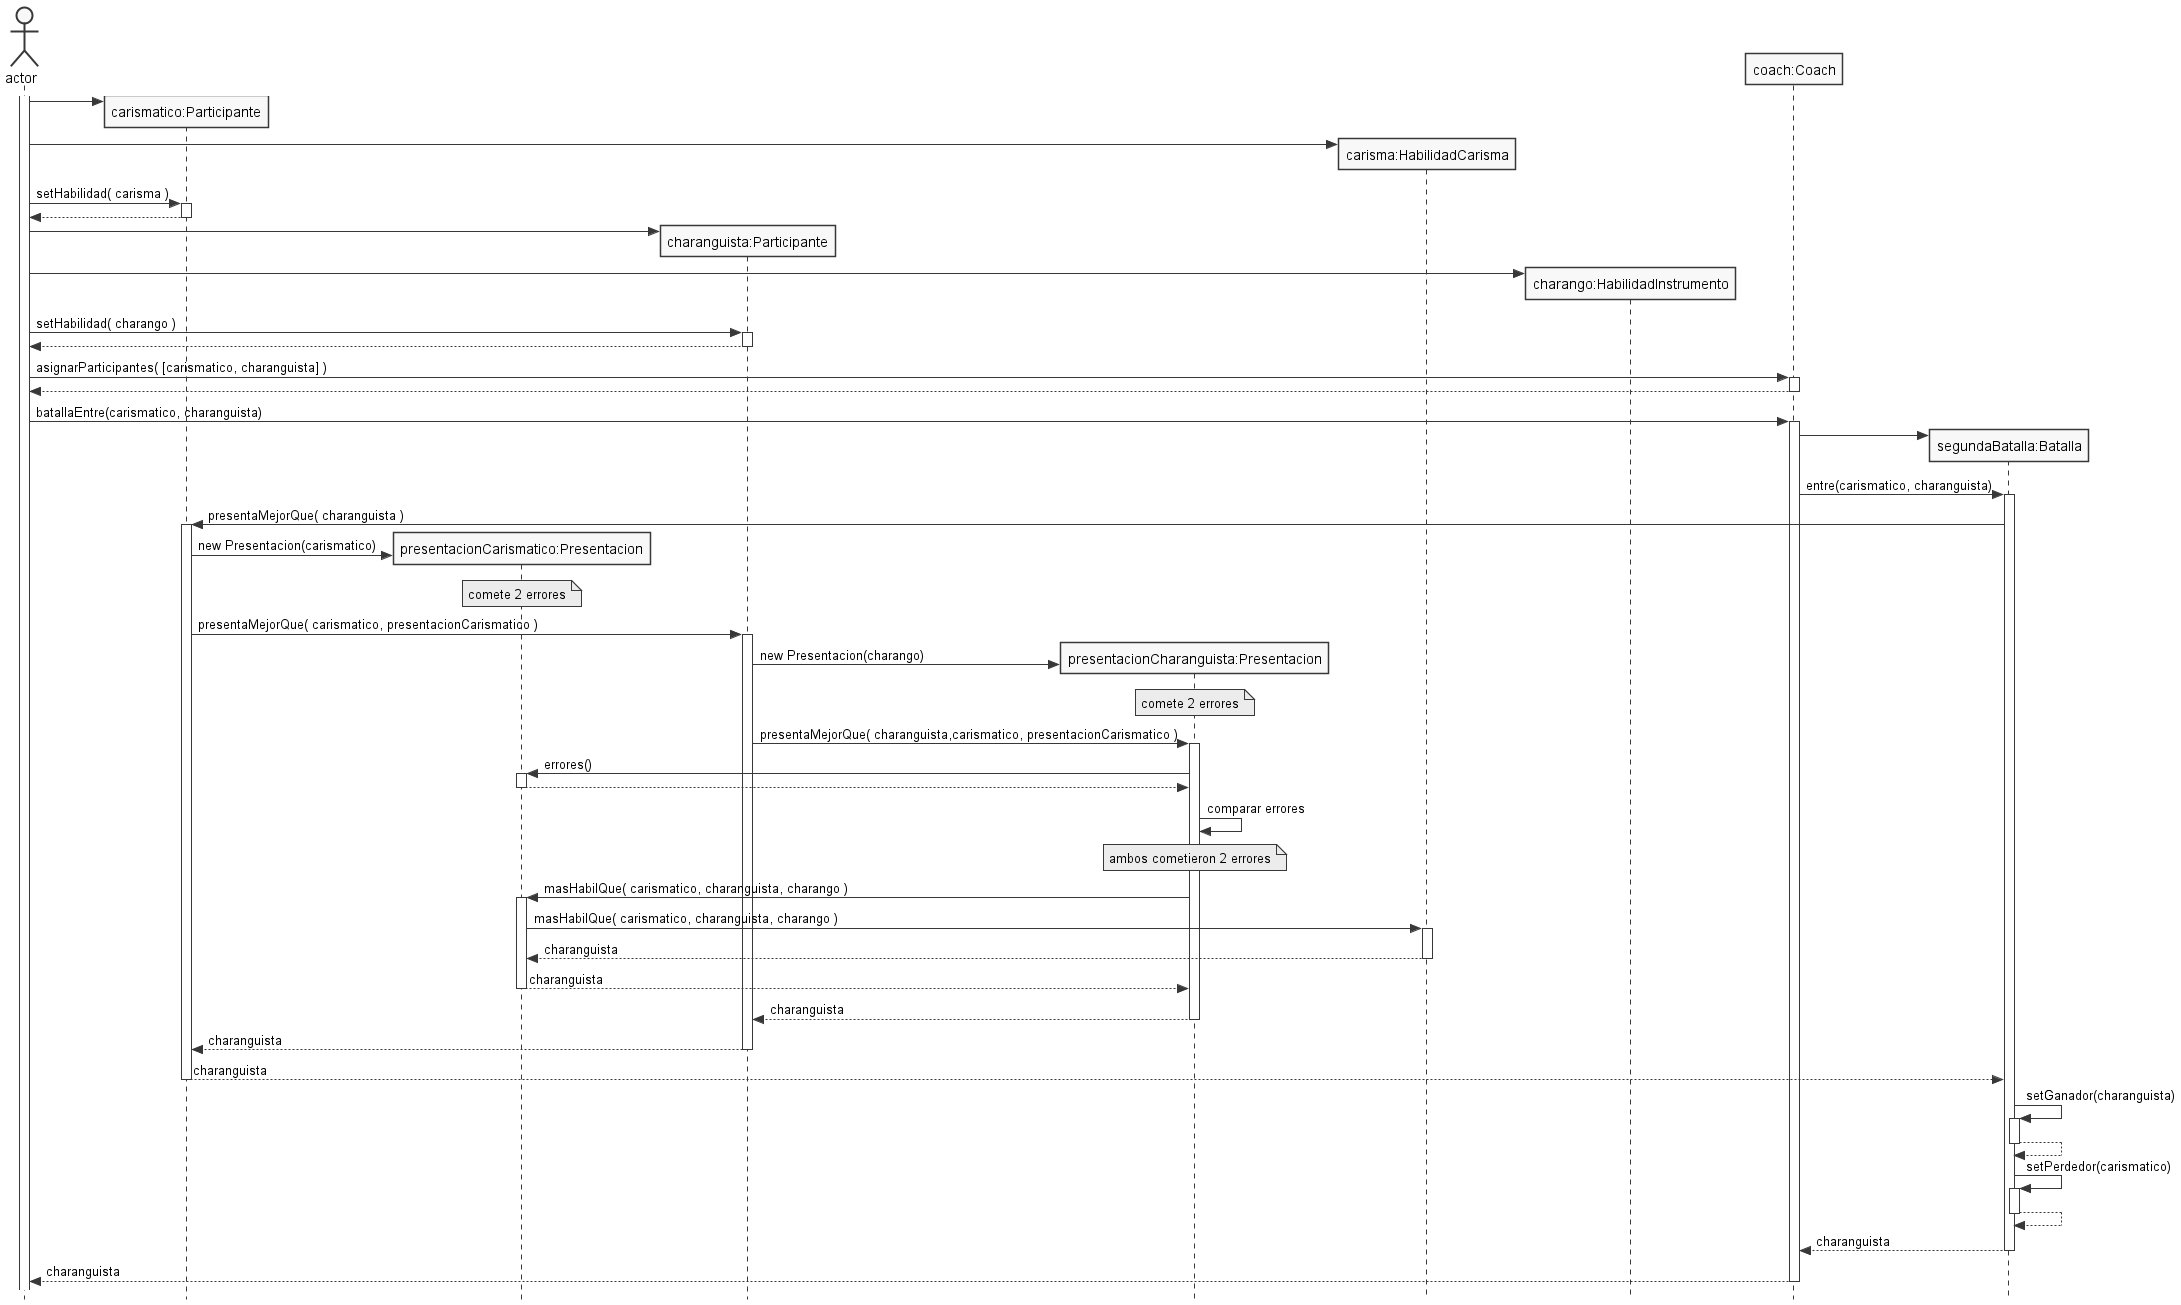 actor
coach:Coach
carismatico:Participante
carisma:HabilidadCarisma
setHabilidad( carisma )
charanguista:Participante
charango:HabilidadInstrumento
setHabilidad( charango )
asignarParticipantes( [carismatico, charanguista] )
batallaEntre(carismatico, charanguista)
segundaBatalla:Batalla
entre(carismatico, charanguista)
presentaMejorQue( charanguista )
new Presentacion(carismatico)
presentacionCarismatico:Presentacion
comete 2 errores
presentaMejorQue( carismatico, presentacionCarismatico )
new Presentacion(charango)
presentacionCharanguista:Presentacion
comete 2 errores
presentaMejorQue( charanguista,carismatico, presentacionCarismatico )
errores()
comparar errores
ambos cometieron 2 errores
masHabilQue( carismatico, charanguista, charango )
masHabilQue( carismatico, charanguista, charango )
charanguista
charanguista
charanguista
charanguista
charanguista
setGanador(charanguista)
setPerdedor(carismatico)
charanguista
charanguista